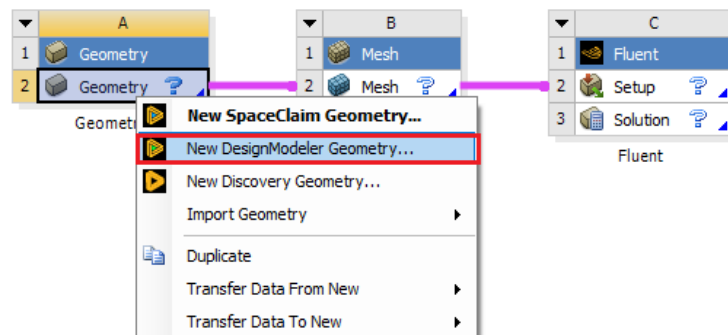 A
1 Geometry
2 Geometry ?
Geomet
B
1 Mesh
2 Mesh ?
C
1 Fluent
2 Setup ?
3 Solution ?
Fluent
New SpaceClaim Geometry...
New DesignModeler Geometry...
New Discovery Geometry...
Import Geometry
Duplicate
Transfer Data From New
Transfer Data To New